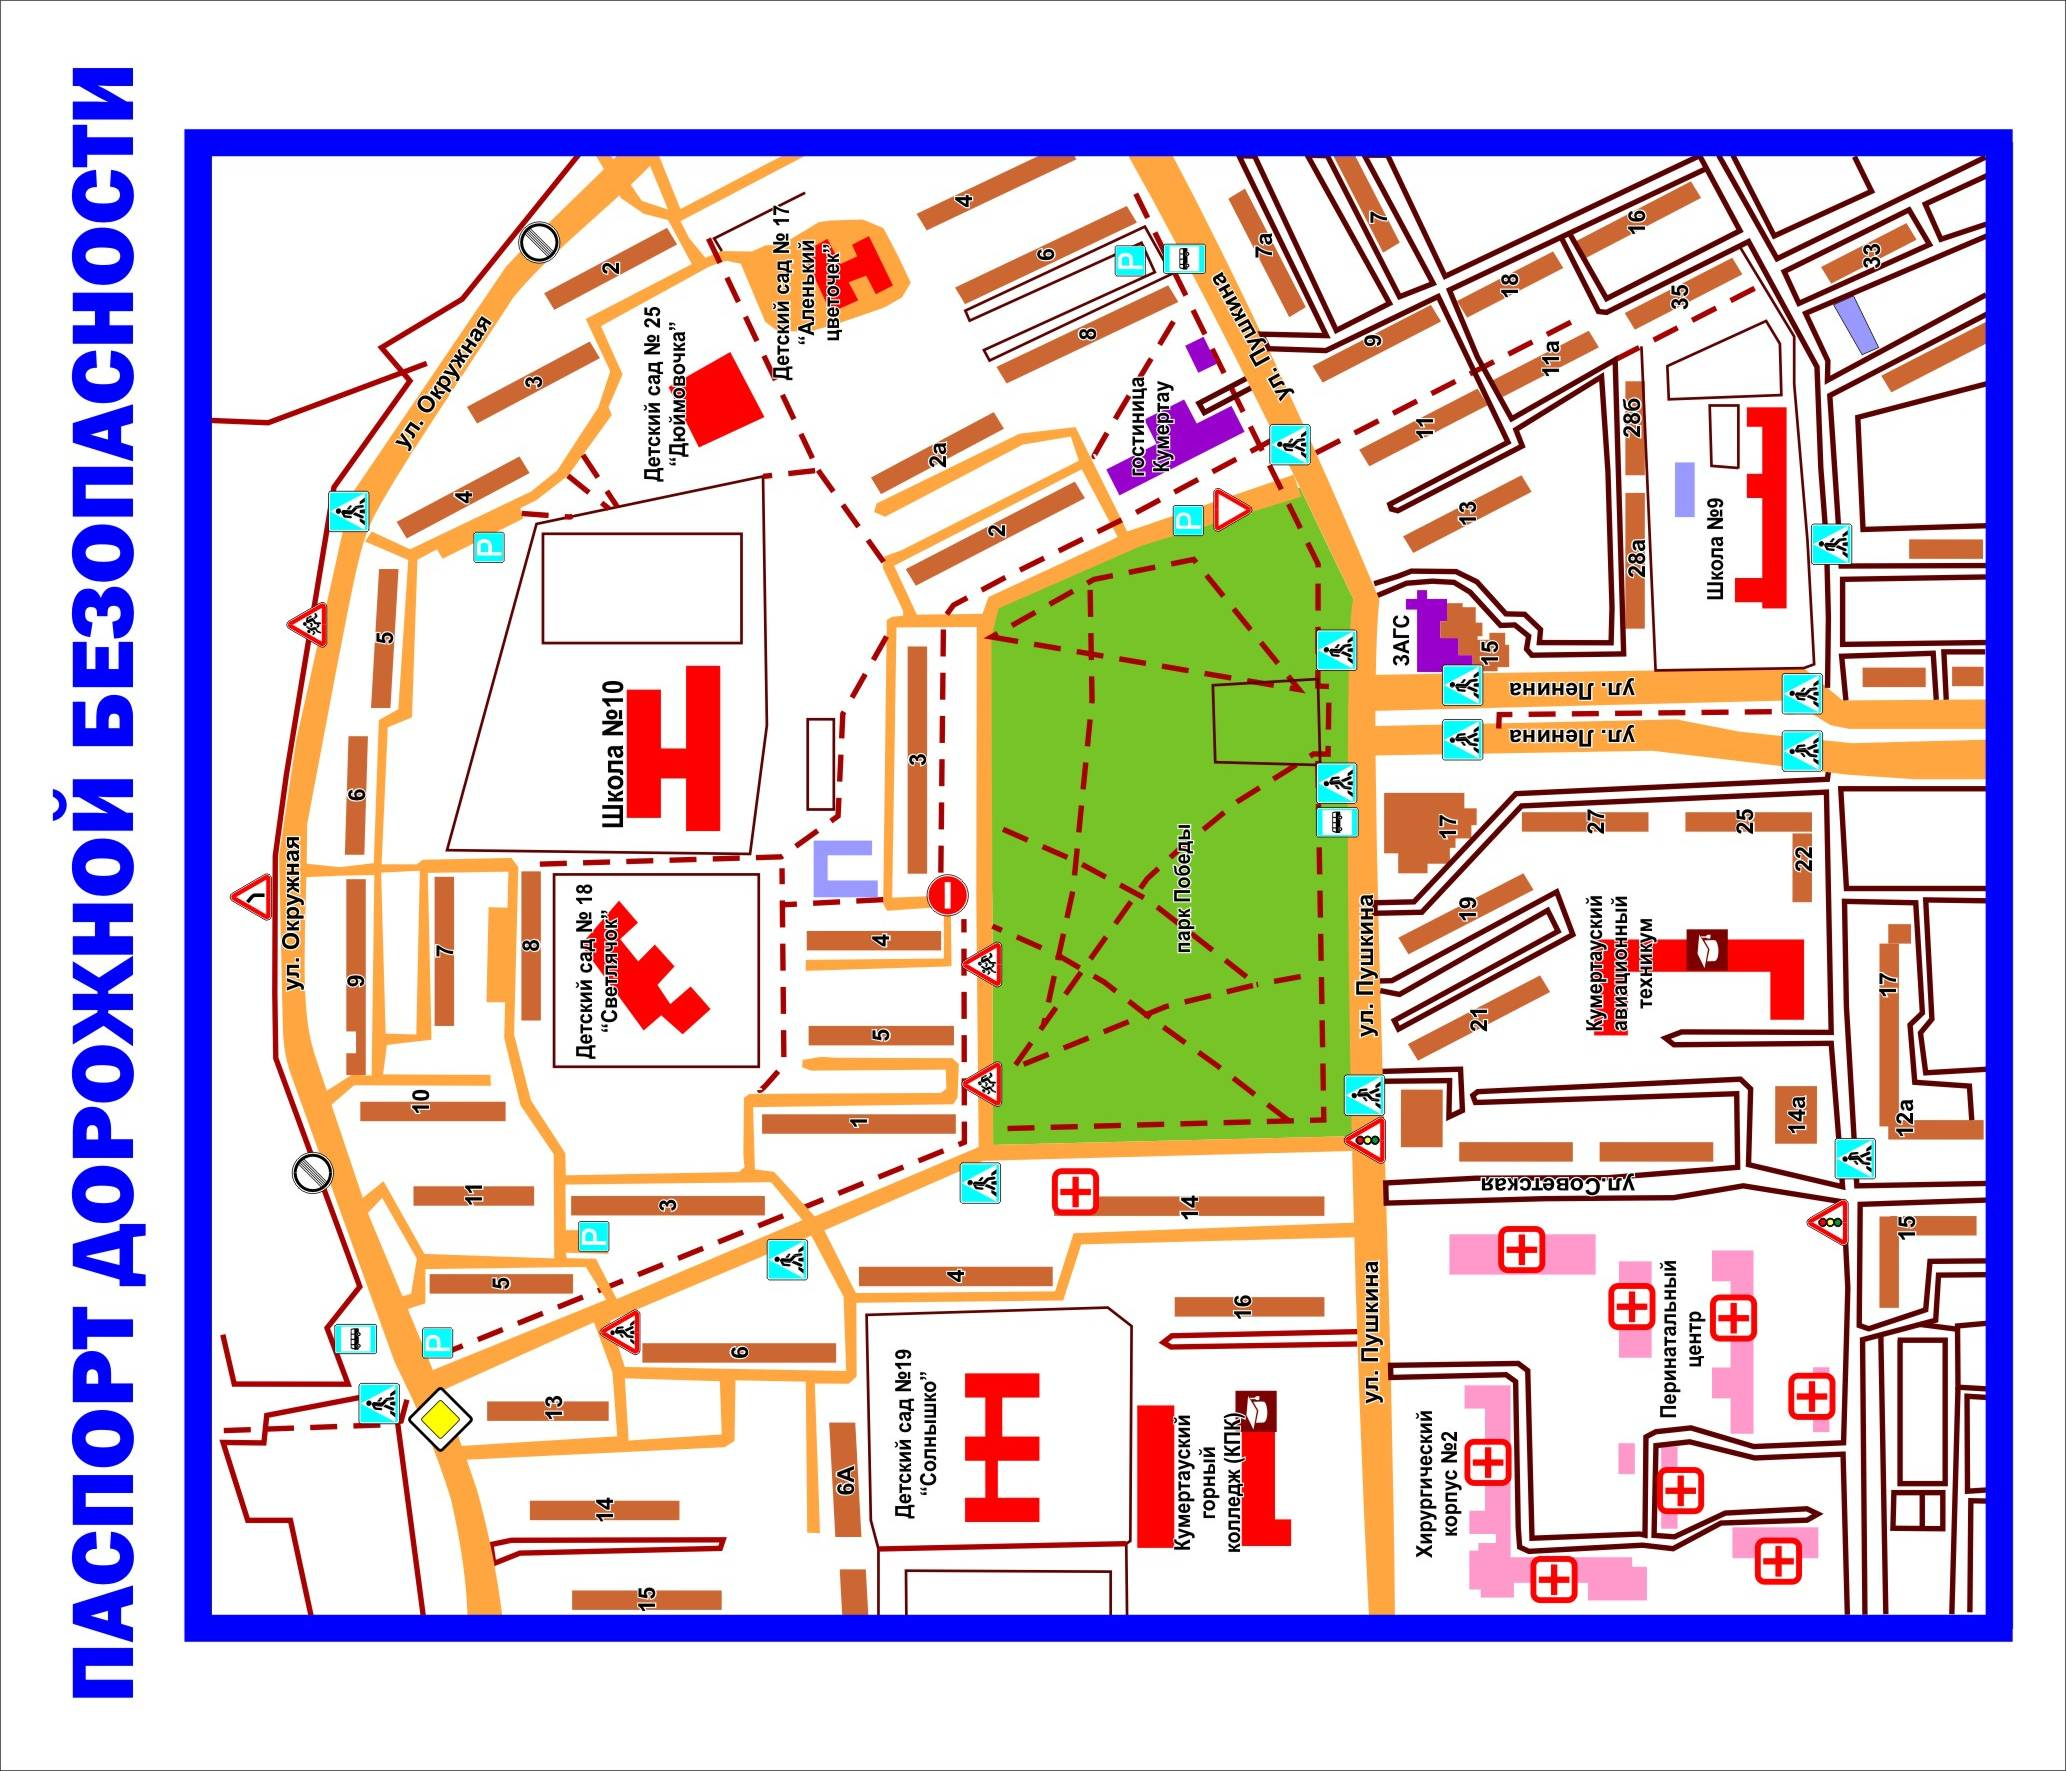 ПАСПОРТ ДОРОЖНОЙ БЕЗОПАСНОСТИ
ул. Окружная
ул. Окружная
2
3
4
5
6
9
7
8
10
11
5
3
13
14
15
6
6А
4
1
5
4
3
2
2а
8
6
4
Детский сад № 25
“Дюймовочка”
Детский сад № 17
“Аленький
цветочек”
Школа №10
Детский сад № 18
“Светлячок”
Детский сад №19
“Солнышко”
Кумертауский
горный
колледж (КПК)
гостиница
Кумертау
парк Победы
P
P
P
P
P
14
16
ул. Пушкина
ул. Пушкина
ул. Пушкина
ул. Пушкина
7а
7
9
16
18
35
33
11а
11
13
28б
28а
Школа №9
ЗАГС
15
ул. Ленина
ул. Ленина
17
27
25
22
19
21
Кумертауский
авиационный
техникум
17
14а
12а
15
ул.Советская
Перинатальный
центр
Хирургический
корпус №2